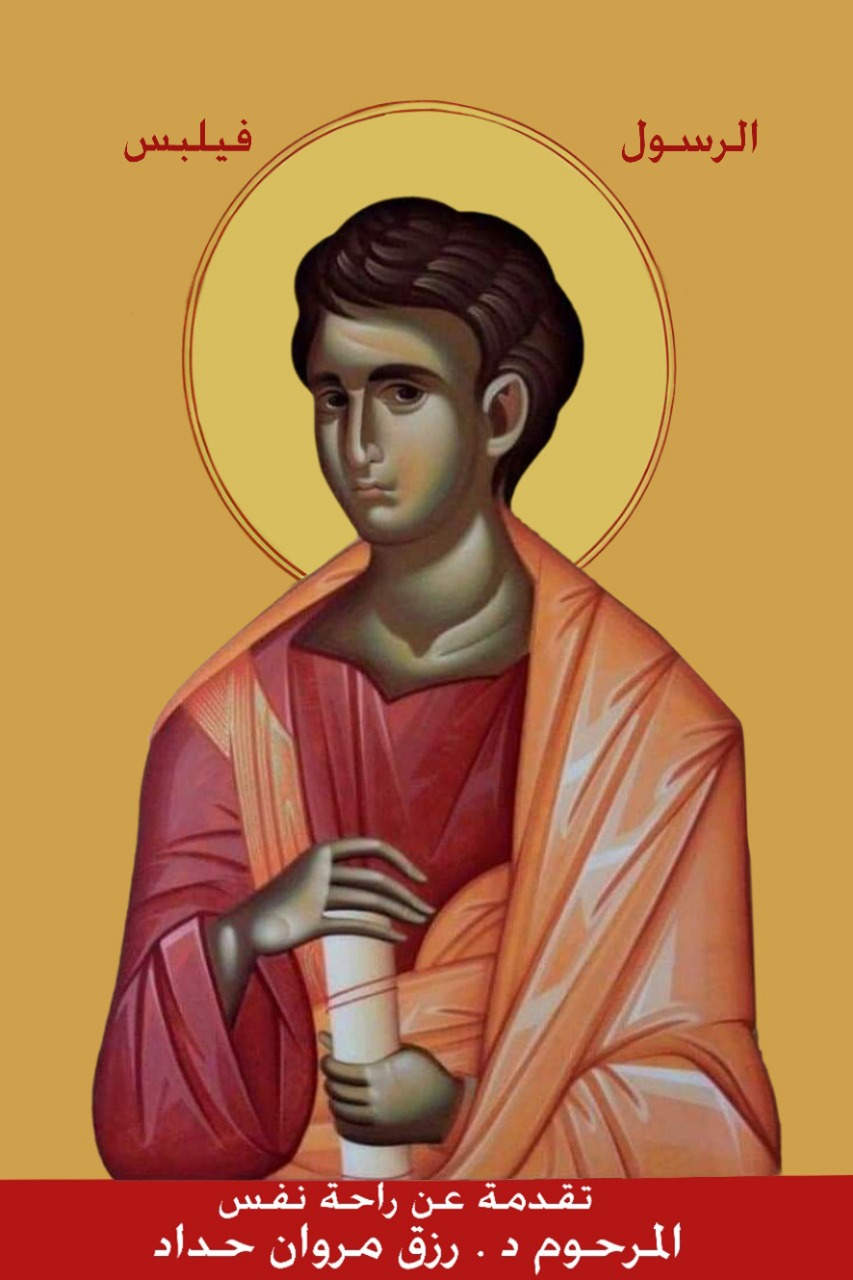 الرسول
فيلبس
تقدمة عن راحة نفس
المرحوم د . رزق مروان حداد